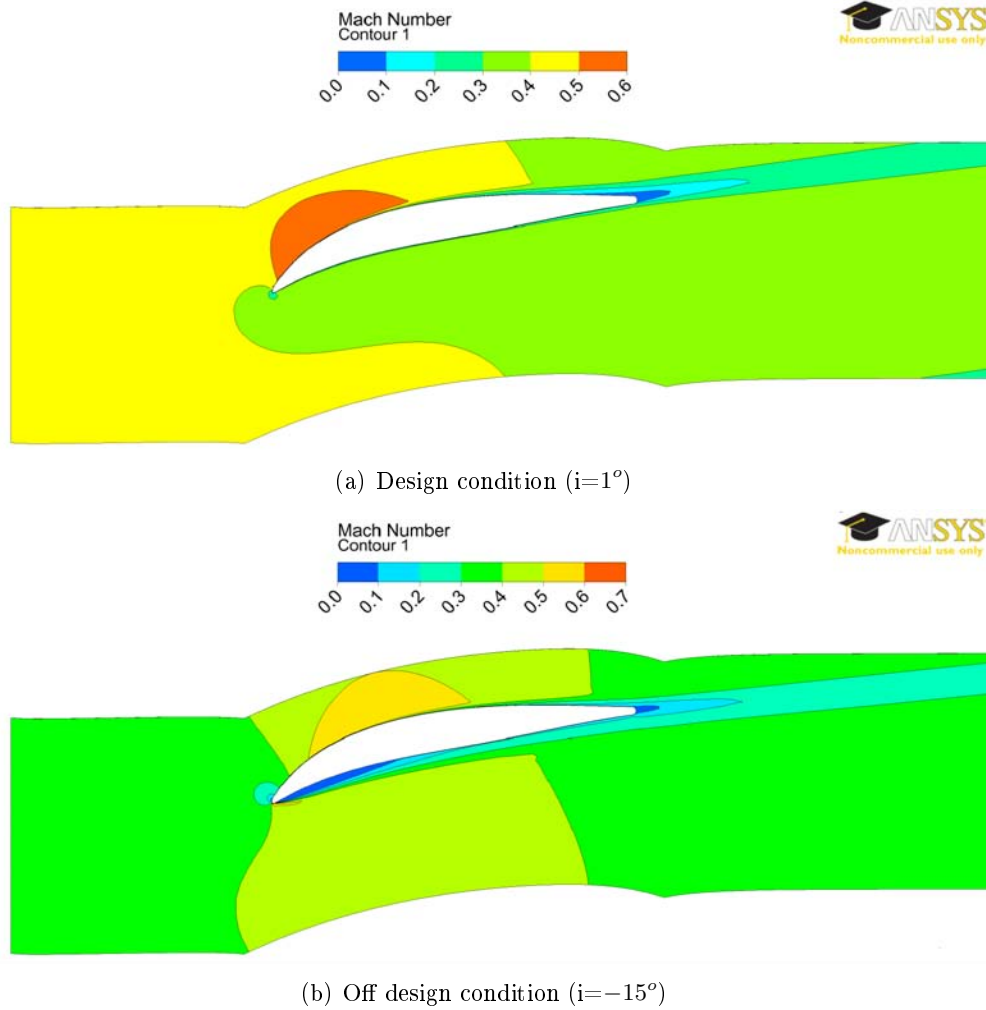 Mach Number
Contour 1
0.0 0.1 0.2 0.3 0.4 0.5 0.6
ANSYS
Noncommercial use only
(a) Design condition (i=1°)
Mach Number
Contour 1
0.0 0.1 0.2 0.3 0.4 0.5 0.6 0.7
ANSYS
Noncommercial use only
(b) Off design condition (i=−15°)